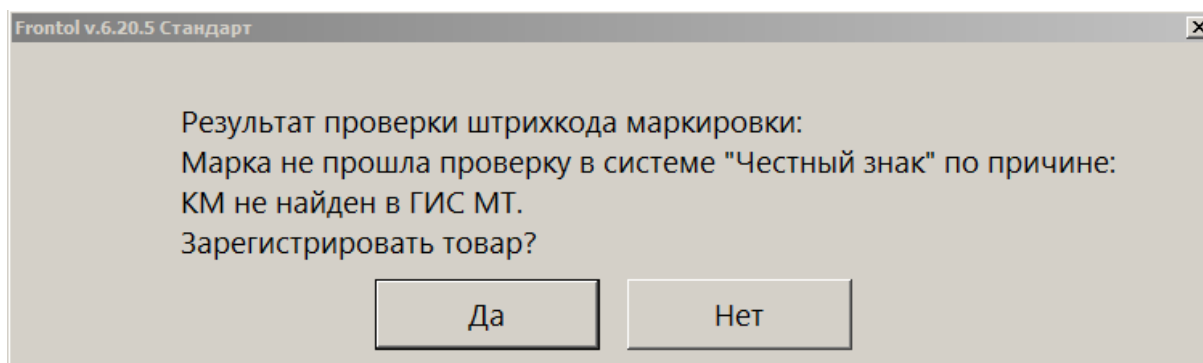 Frontol v.6.20.5 Стандарт
Результат проверки штрихкода маркировки:
Марка не прошла проверку в системе "Честный знак" по причине:
КМ не найден в ГИС МТ.
Зарегистрировать товар?
Да Нет